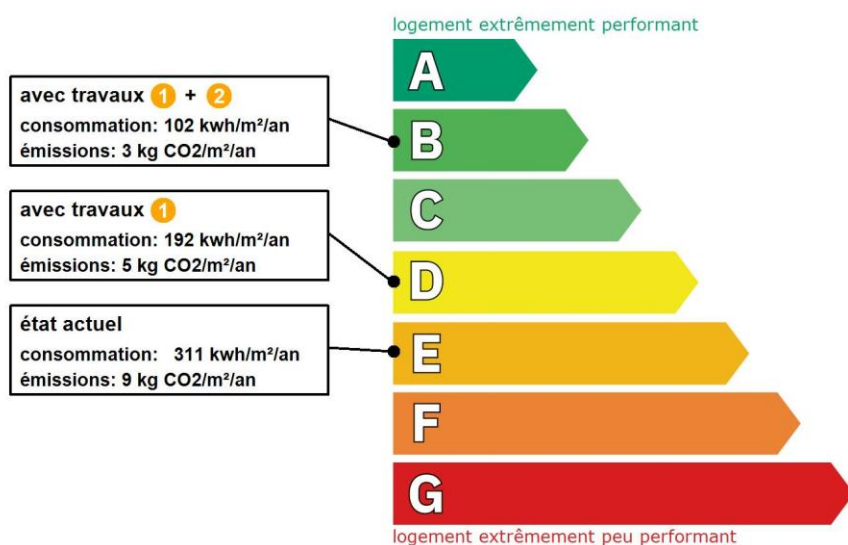 logement extrêmement performant
A
avec travaux 1 + 2
consommation: 102 kwh/m²/an
émissions: 3 kg CO2/m²/an
B
C
avec travaux 1
consommation: 192 kwh/m²/an
émissions: 5 kg CO2/m²/an
D
état actuel
consommation: 311 kwh/m²/an
émissions: 9 kg CO2/m²/an
E
F
G
logement extrêmement peu performant